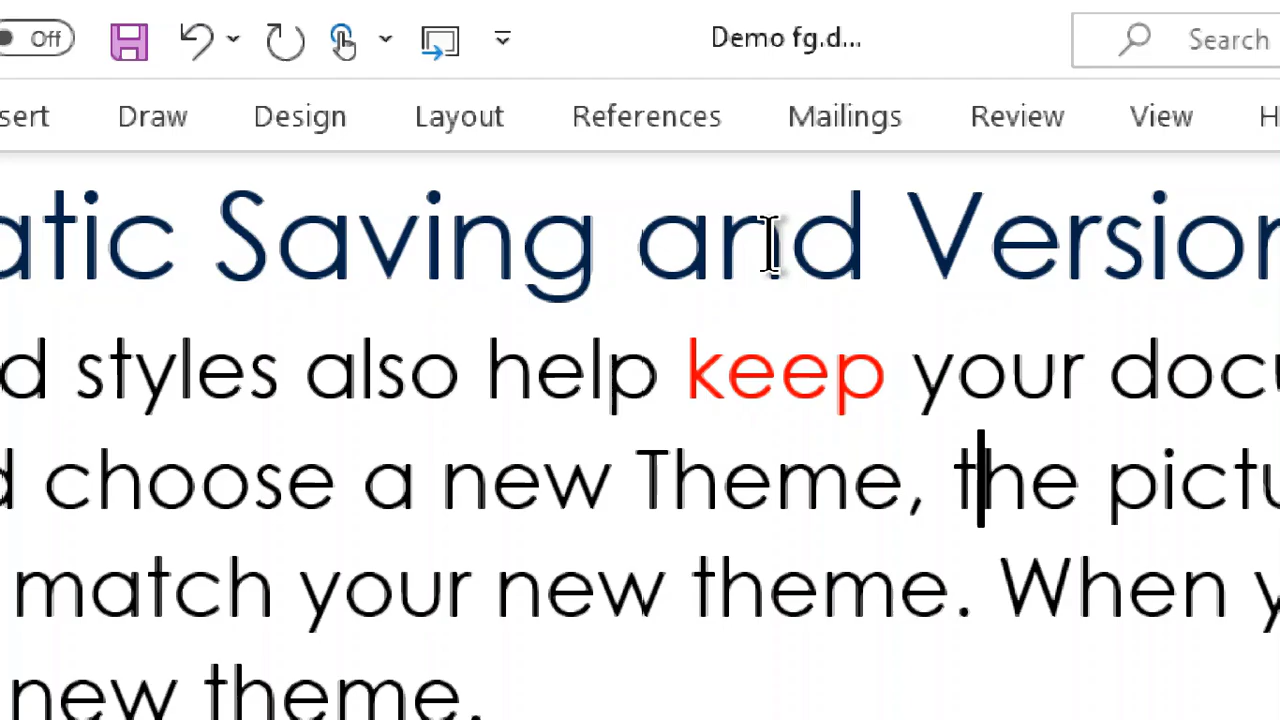 Off
Demo fg.d...
Search
sert Draw Design Layout References Mailings Review View H
atic Saving and Version
d styles also help keep your docu
d choose a new Theme, the pictu
match your new theme. When y
new theme.